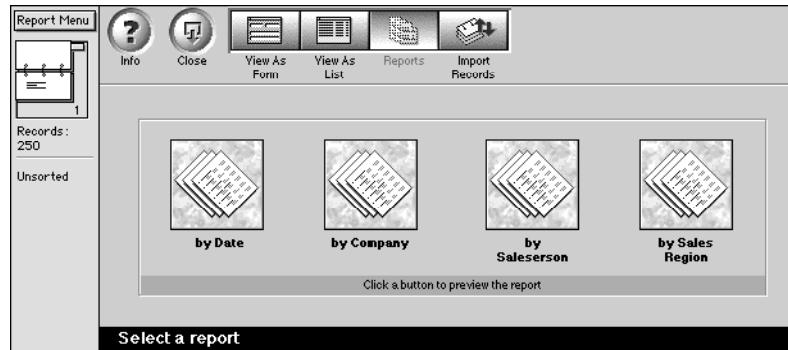 Report Menu
1
Records:
250
Unsorted
?
Info
Close
View As
Form
View As
List
Reports
Import
Records
by Date
by Company
by
Saleserson
by Sales
Region
Click a button to preview the report
Select a report